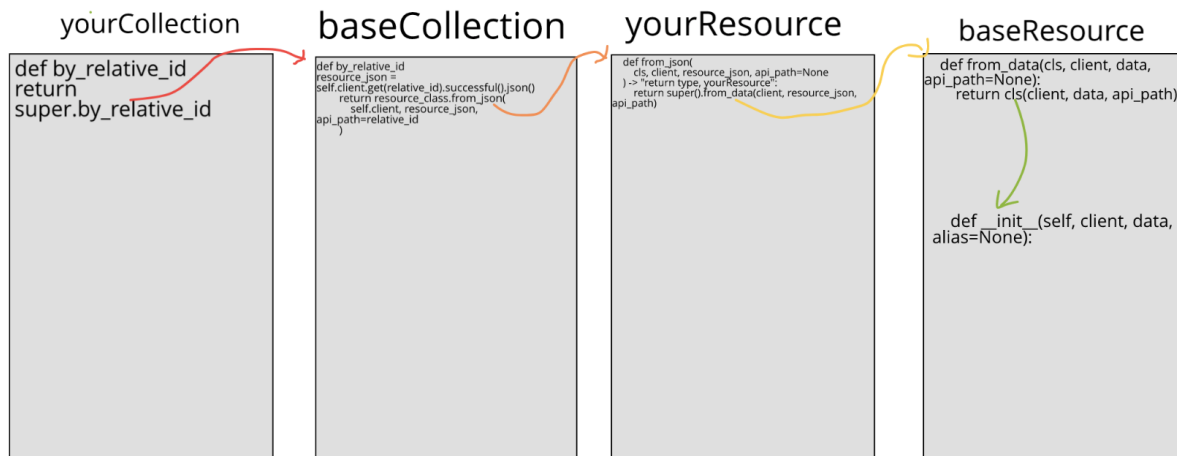 yourCollection
def by_relative_id
return
super.by_relative_id
baseCollection
def by_relative_id
resource_json =
self.client.get(relative_id).successful().json()
return resource_class.from_json(
self.client, resource_json,
api_path=relative_id
)
yourResource
def from_json(
cls, client, resource_json, api_path=None
) -> "return type, yourResource":
return super().from_data(client, resource_json,
api_path)
baseResource
def from_data(cls, client, data,
api_path=None):
return cls(client, data, api_path)
def __init__(self, client, data,
alias=None):